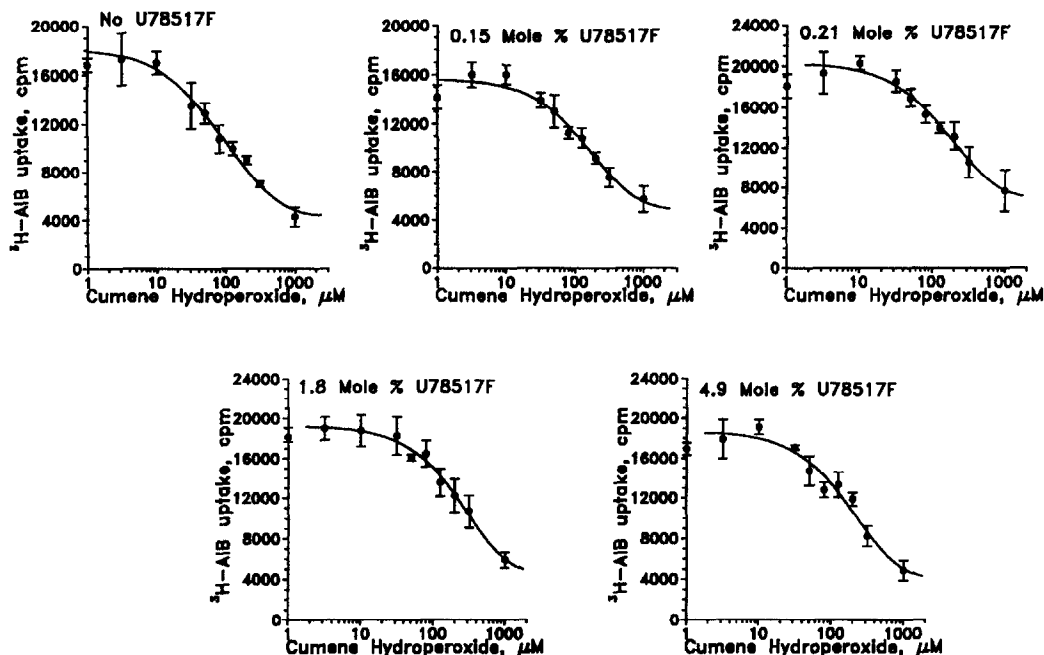 No U78517F
20000
16000
12000
8000
4000
0
³H-AIB uptake, cpm
1 10 100 1000
Cumene Hydroperoxide, μM
0.15 Mole % U78517F
20000
16000
12000
8000
4000
0
³H-AIB uptake, cpm
1 10 100 1000
Cumene Hydroperoxide, μM
0.21 Mole % U78517F
24000
20000
16000
12000
8000
4000
0
³H-AIB uptake, cpm
1 10 100 1000
Cumene Hydroperoxide, μM
1.8 Mole % U78517F
24000
20000
16000
12000
8000
4000
0
³H-AIB uptake, cpm
1 10 100 1000
Cumene Hydroperoxide, μM
4.9 Mole % U78517F
24000
20000
16000
12000
8000
4000
0
³H-AIB uptake, cpm
1 10 100 1000
Cumene Hydroperoxide, μM